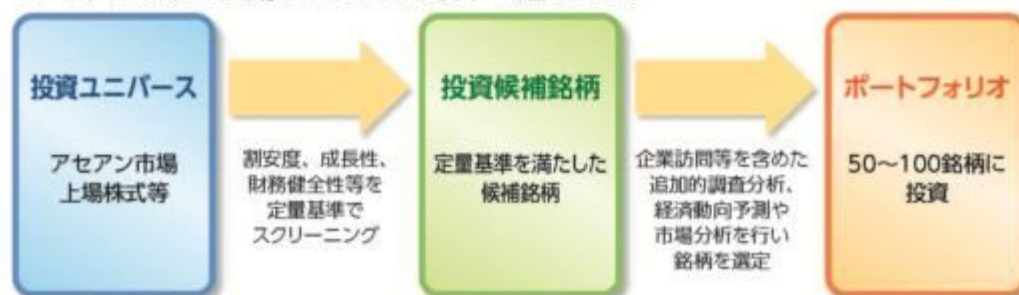 投資ユニバース
アセアン市場
上場株式等
割安度、成長性、
財務健全性等を
定量基準で
スクリーニング
投資候補銘柄
定量基準を満たした
候補銘柄
企業訪問等を含めた
追加的調査分析、
経済動向予測や
市場分析を行い
銘柄を選定
ポートフォリオ
50～100銘柄に
投資